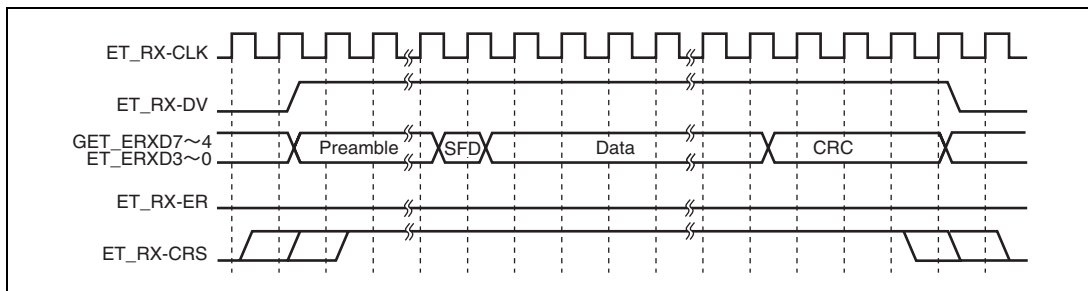 ET_RX-CLK
ET_RX-DV
GET_ERXD7～4
ET_ERXD3～0
Preamble
SFD
Data
CRC
ET_RX-ER
ET_RX-CRS